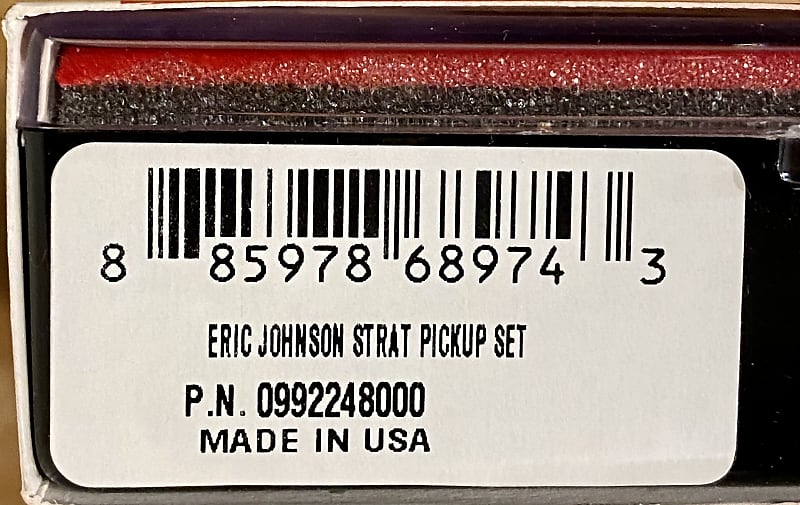 8 85978 68974 3
ERIC JOHNSON STRAT PICKUP SET
P.N. 0992248000
MADE IN USA